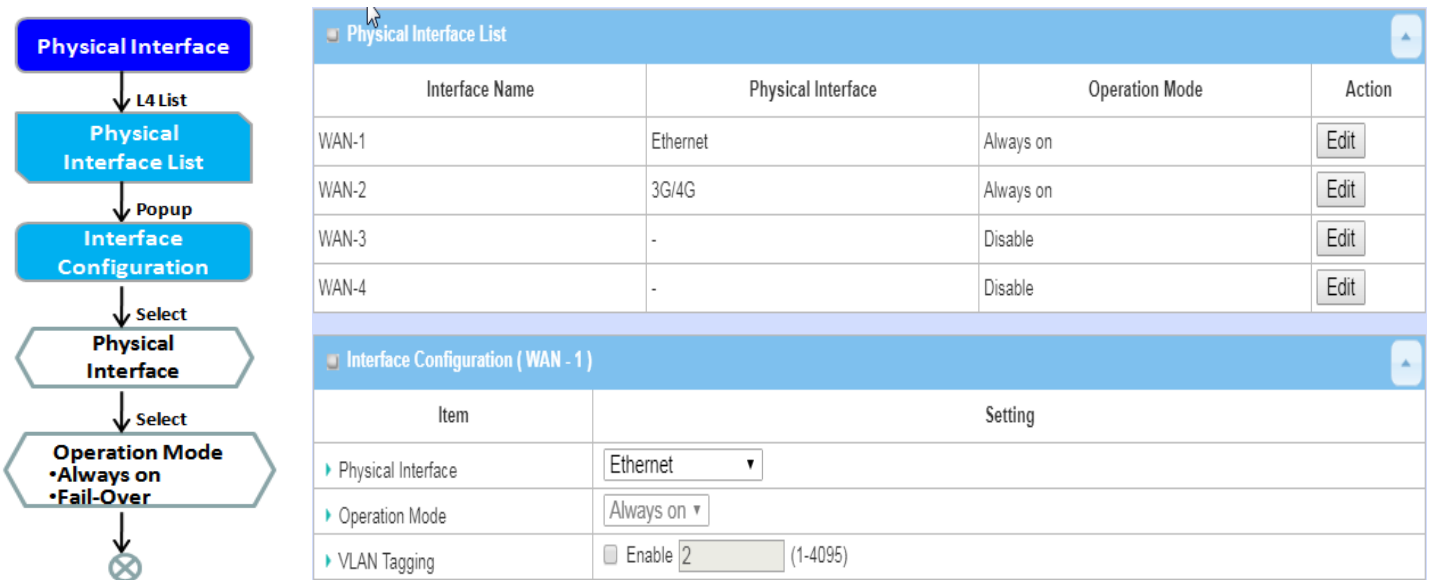 Physical Interface
L4 List
Physical
Interface List
Popup
Interface
Configuration
Select
Physical
Interface
Select
Operation Mode
•Always on
•Fail-Over
Physical Interface List
Interface Name Physical Interface Operation Mode Action
WAN-1 Ethernet Always on Edit
WAN-2 3G/4G Always on Edit
WAN-3 - Disable Edit
WAN-4 - Disable Edit
Interface Configuration ( WAN - 1 )
Item Setting
Physical Interface Ethernet
Operation Mode Always on
VLAN Tagging Enable 2 (1-4095)